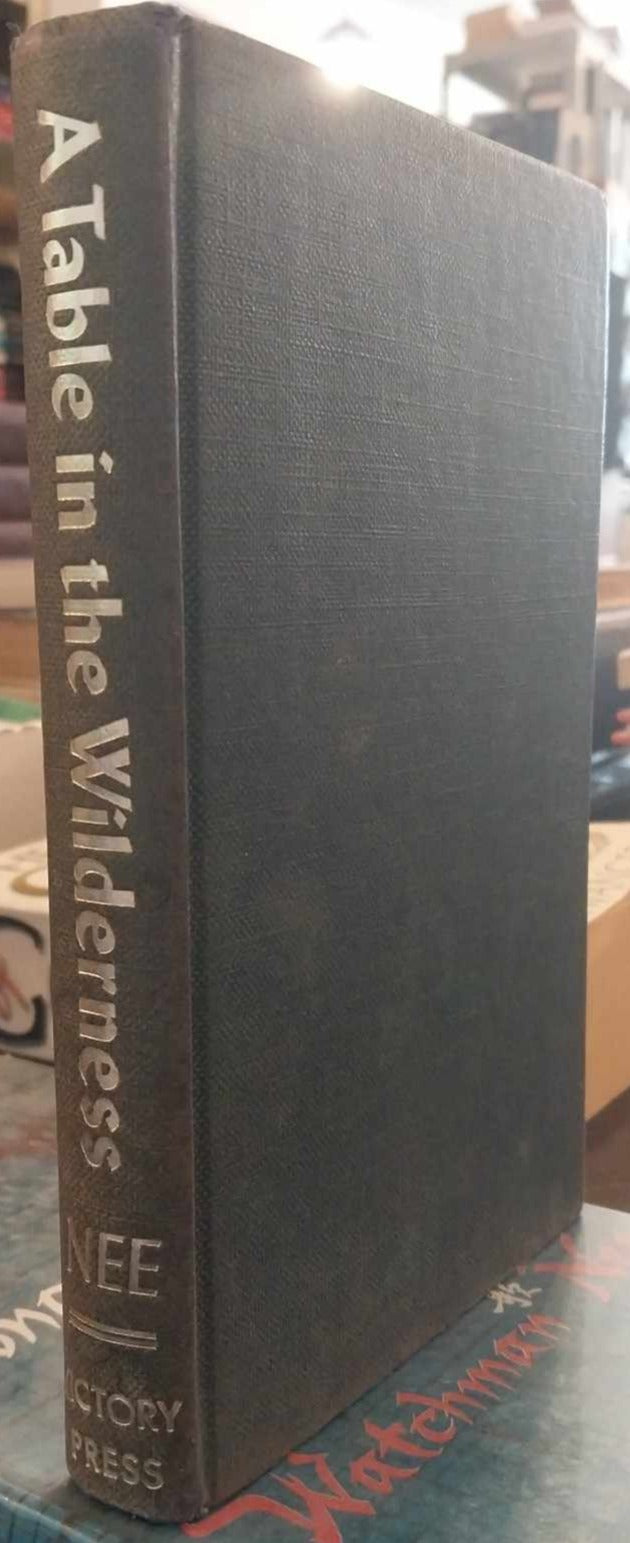 A Table in the Wilderness
NEE
VICTORY
PRESS
Watchman